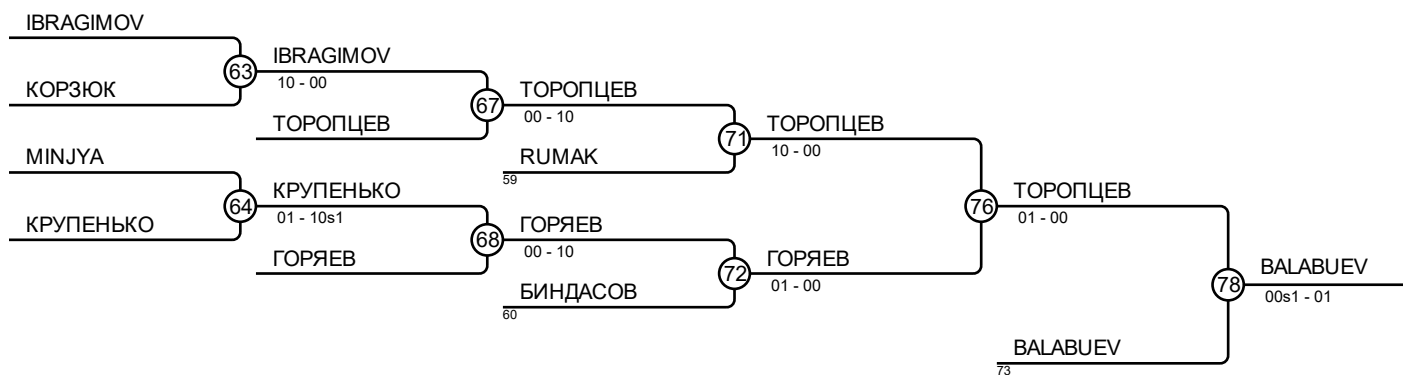 IBRAGIMOV
63
IBRAGIMOV
10 - 00
КОРЗЮК
67
ТОРОПЦЕВ
00 - 10
ТОРОПЦЕВ
71
ТОРОПЦЕВ
10 - 00
MINJYA
RUMAK
59
64
КРУПЕНЬКО
01 - 10s1
76
ТОРОПЦЕВ
01 - 00
КРУПЕНЬКО
68
ГОРЯЕВ
00 - 10
ГОРЯЕВ
72
ГОРЯЕВ
01 - 00
БИНДАСОВ
60
78
BALABUEV
00s1 - 01
BALABUEV
73